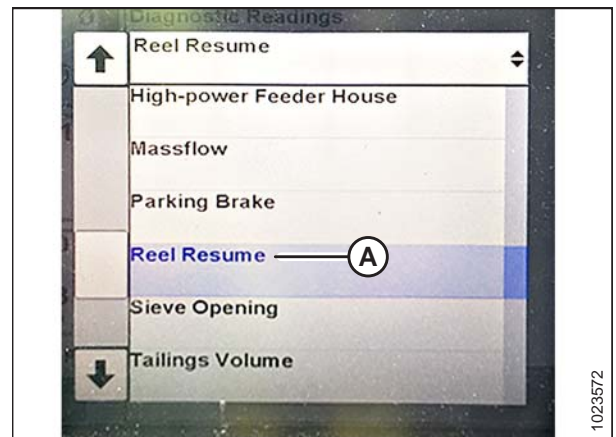 Diagnostic Readings
Reel Resume
High-power Feeder House
Massflow
Parking Brake
Reel Resume
A
Sieve Opening
Tailings Volume
1023572